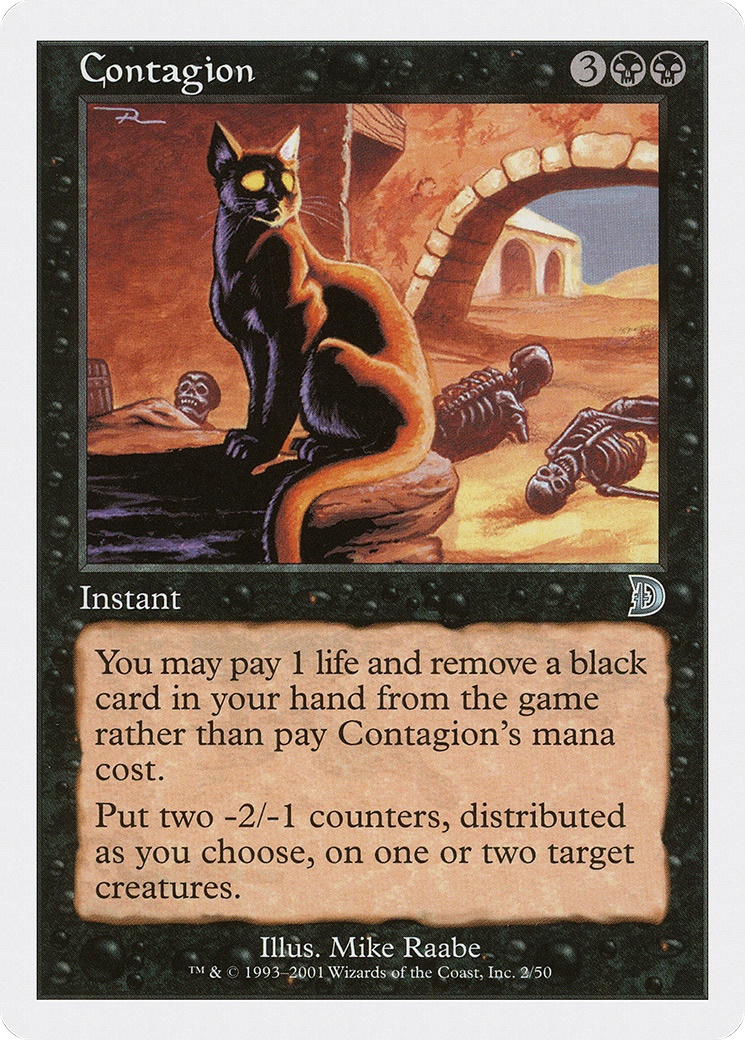 Contagion 3
R
Instant
You may pay 1 life and remove a black
card in your hand from the game
rather than pay Contagion's mana
cost.
Put two -2/-1 counters, distributed
as you choose, on one or two target
creatures.
Illus. Mike Raabe
™ & © 1993–2001 Wizards of the Coast, Inc. 2/50